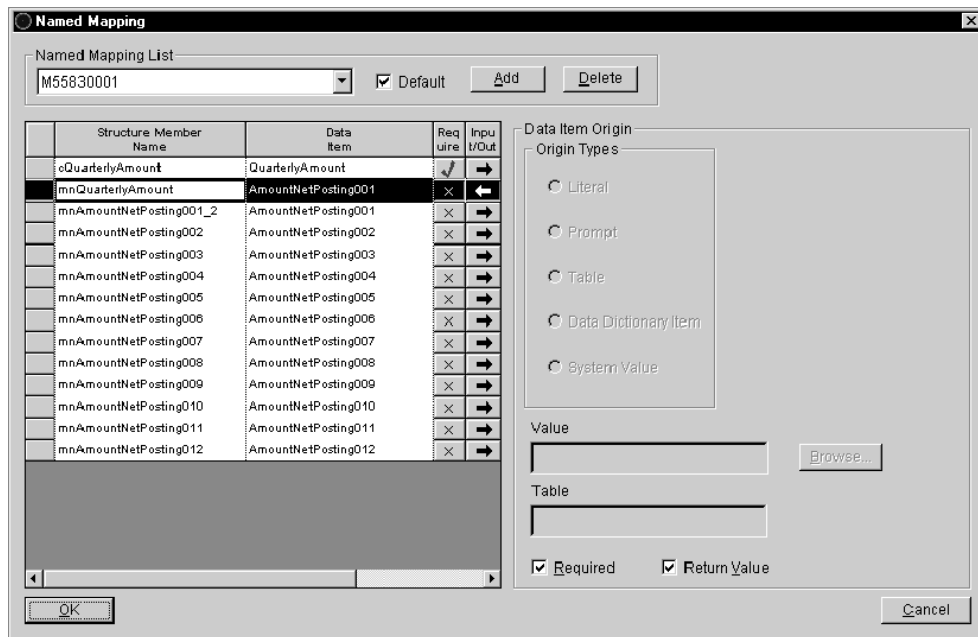 Named Mapping
Named Mapping List
M55830001
Default
Add
Delete
Structure Member Name
Data Item
Req uire
Inpu t/Out
cQuarterlyAmount QuarterlyAmount
mnQuarterlyAmount AmountNetPosting001
mnAmountNetPosting001_2 AmountNetPosting001
mnAmountNetPosting002 AmountNetPosting002
mnAmountNetPosting003 AmountNetPosting003
mnAmountNetPosting004 AmountNetPosting004
mnAmountNetPosting005 AmountNetPosting005
mnAmountNetPosting006 AmountNetPosting006
mnAmountNetPosting007 AmountNetPosting007
mnAmountNetPosting008 AmountNetPosting008
mnAmountNetPosting009 AmountNetPosting009
mnAmountNetPosting010 AmountNetPosting010
mnAmountNetPosting011 AmountNetPosting011
mnAmountNetPosting012 AmountNetPosting012
Data Item Origin
Origin Types
Literal
Prompt
Table
Data Dictionary Item
System Value
Value
Browse...
Table
Required
Return Value
OK
Cancel